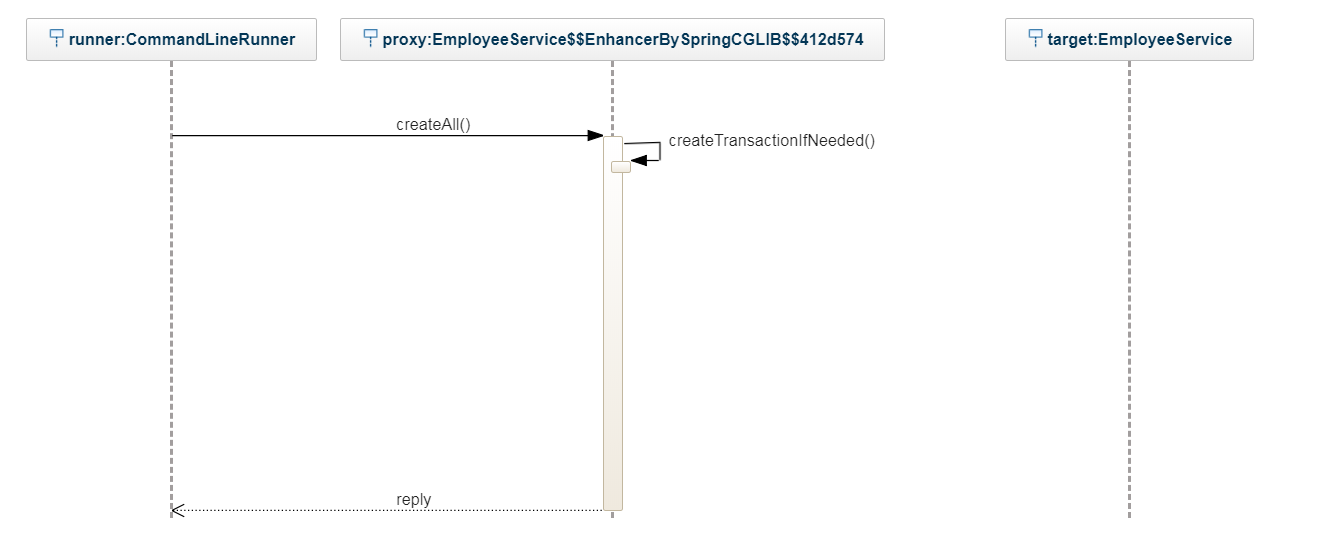 runner:CommandLineRunner
proxy:EmployeeService$$EnhancerBySpringCGLIB$$412d574
target:EmployeeService
createAll()
createTransactionIfNeeded()
reply